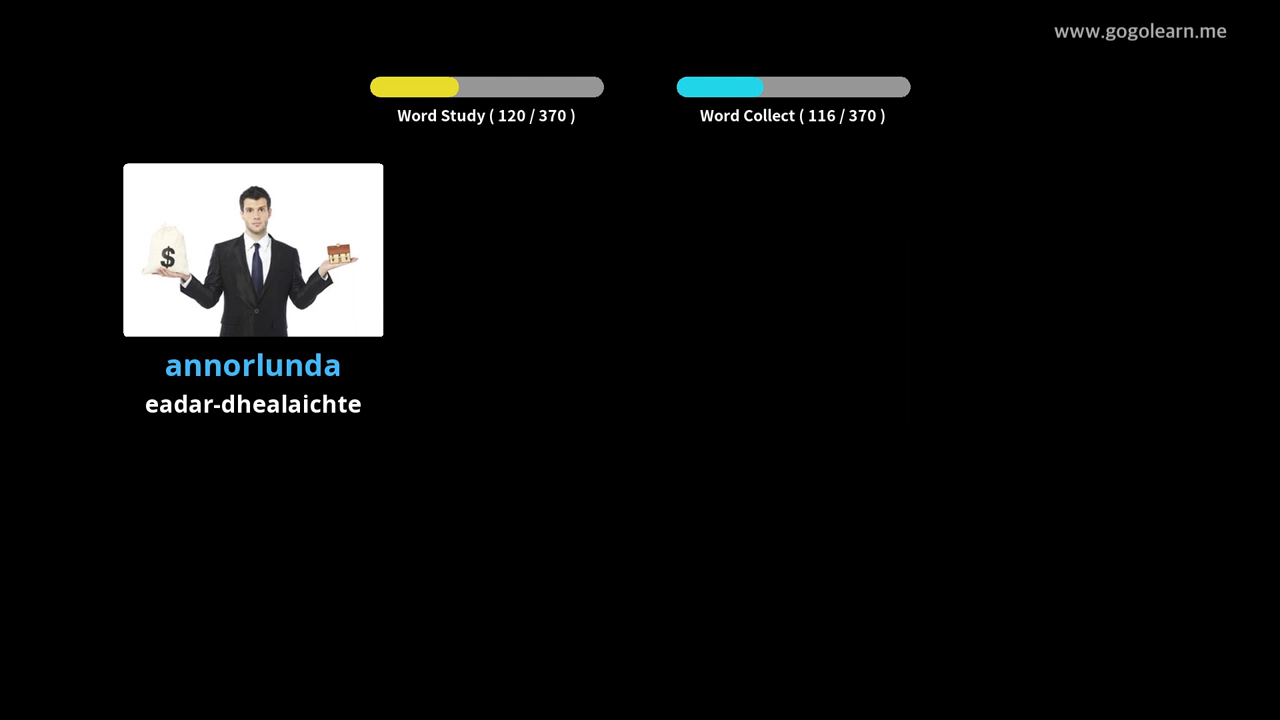 www.gogolearn.me
Word Study ( 120 / 370 )
Word Collect ( 116 / 370 )
$
annorlunda
eadar-dhealaichte